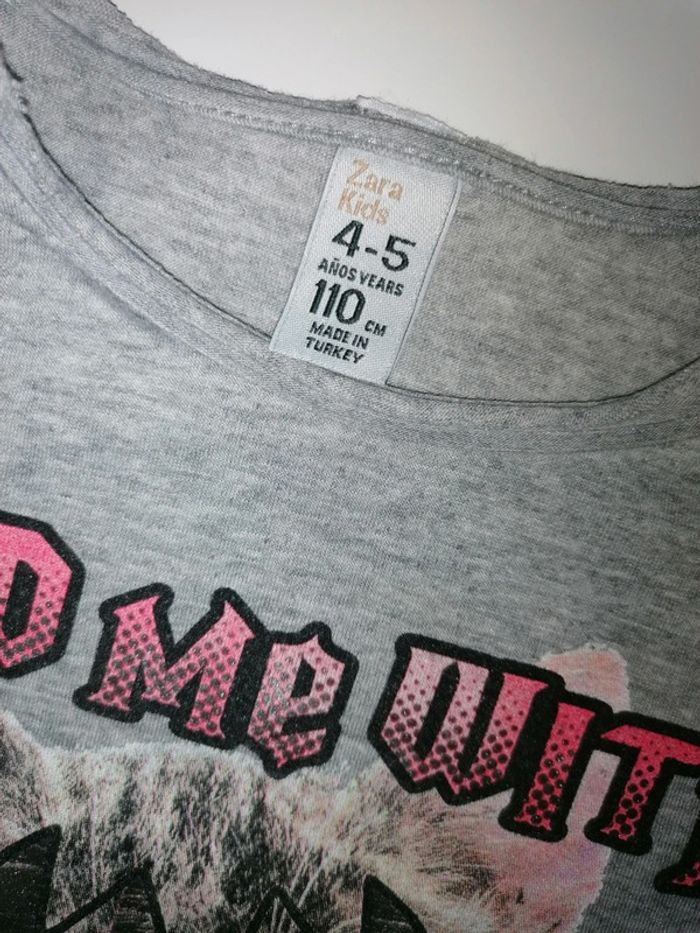 Zara
Kids
4-5
AÑOS YEARS
110 CM
MADE IN
TURKEY
D Me WIT